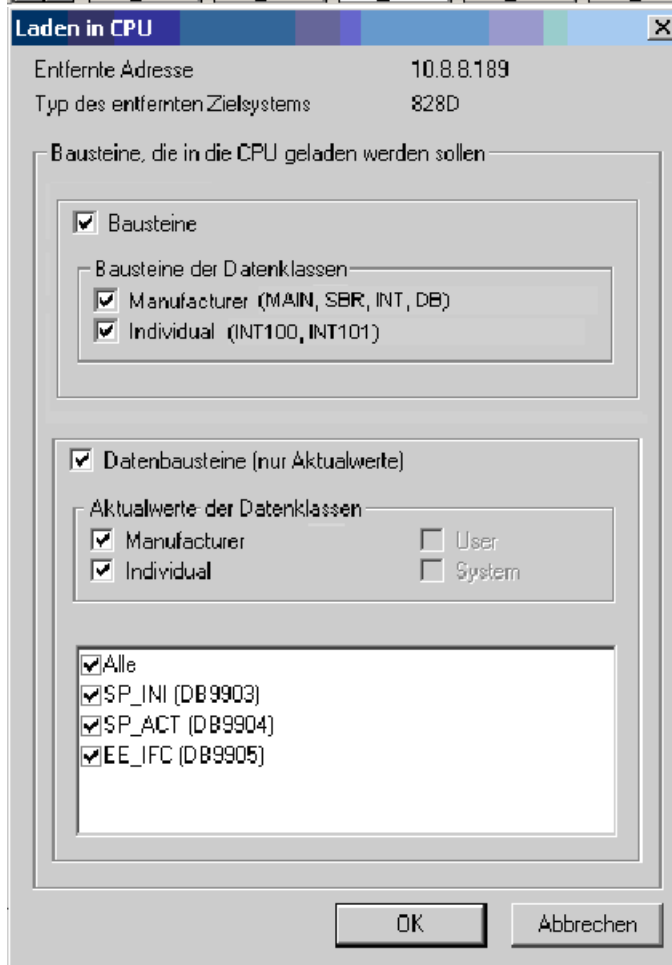 Laden in CPU
Entfernte Adresse 10.8.8.189
Typ des entfernten Zielsystems 828D
Bausteine, die in die CPU geladen werden sollen
Bausteine
Bausteine der Datenklassen
Manufacturer (MAIN, SBR, INT, DB)
Individual (INT100, INT101)
Datenbausteine (nur Aktualwerte)
Aktualwerte der Datenklassen
Manufacturer User
Individual System
Alle
SP_INI (DB9903)
SP_ACT (DB9904)
EE_IFC (DB9905)
OK Abbrechen